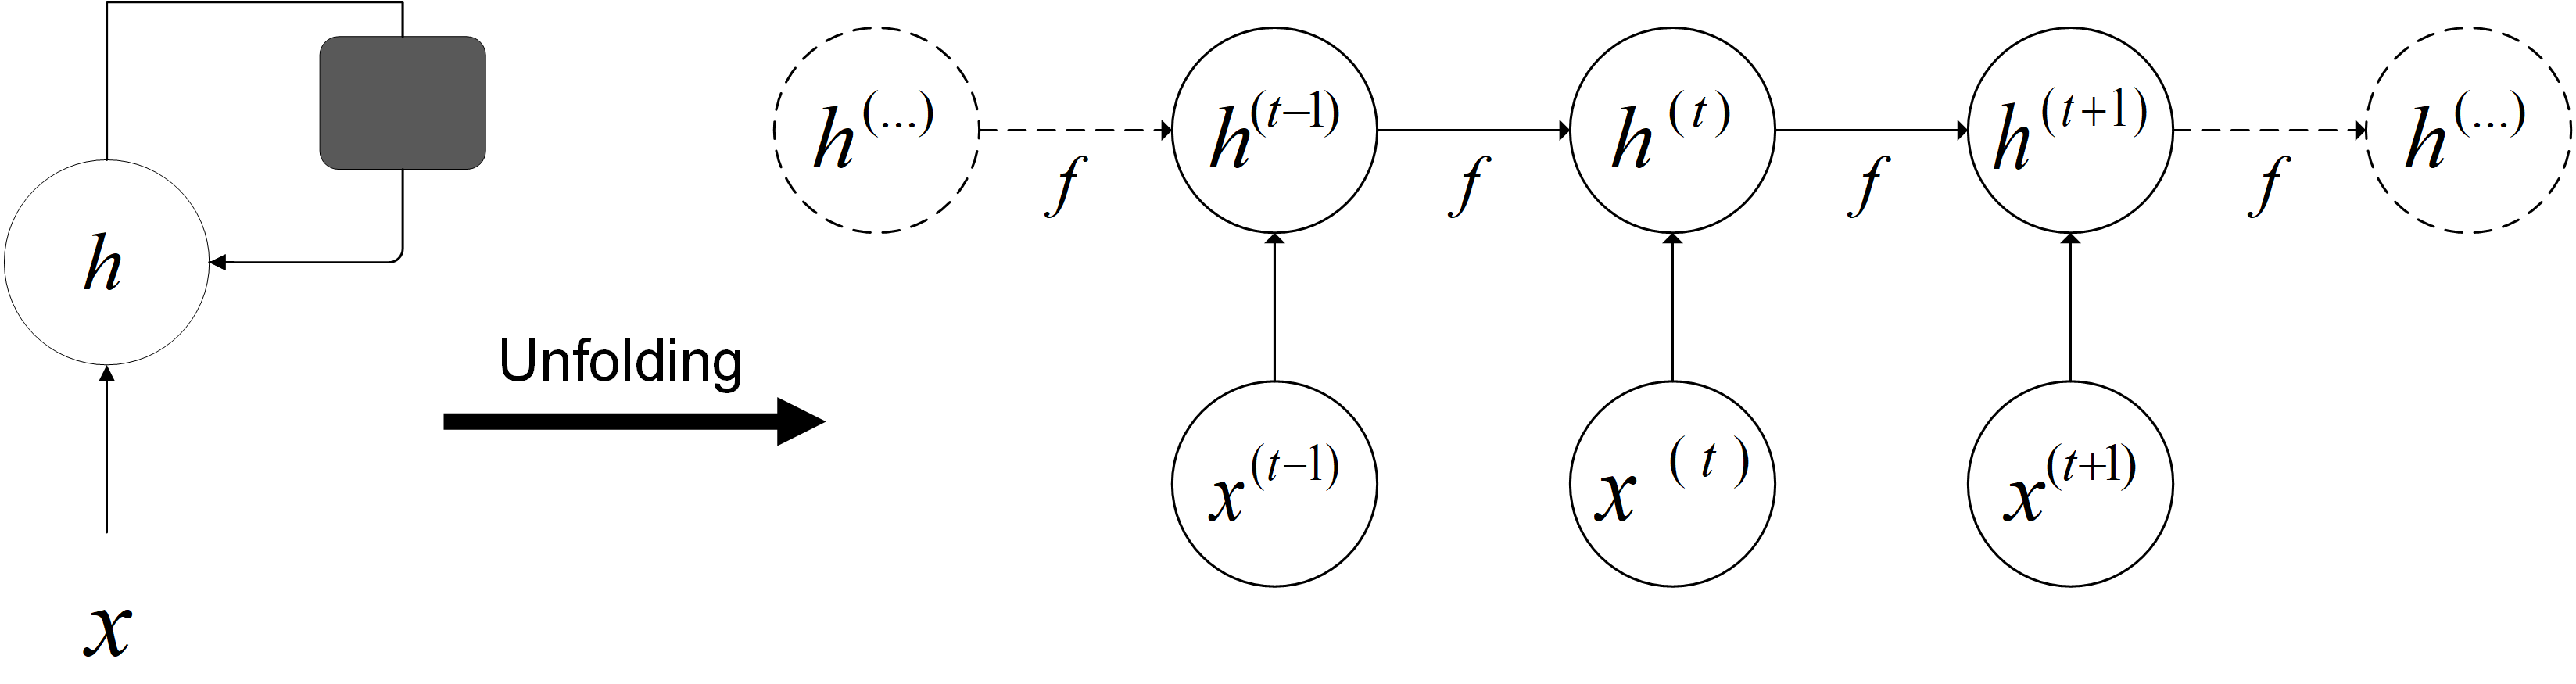 h
x
Unfolding
h^(...) f h^(t-1) f h^(t) f h^(t+1) f h^(...)
x^(t-1) x^(t) x^(t+1)